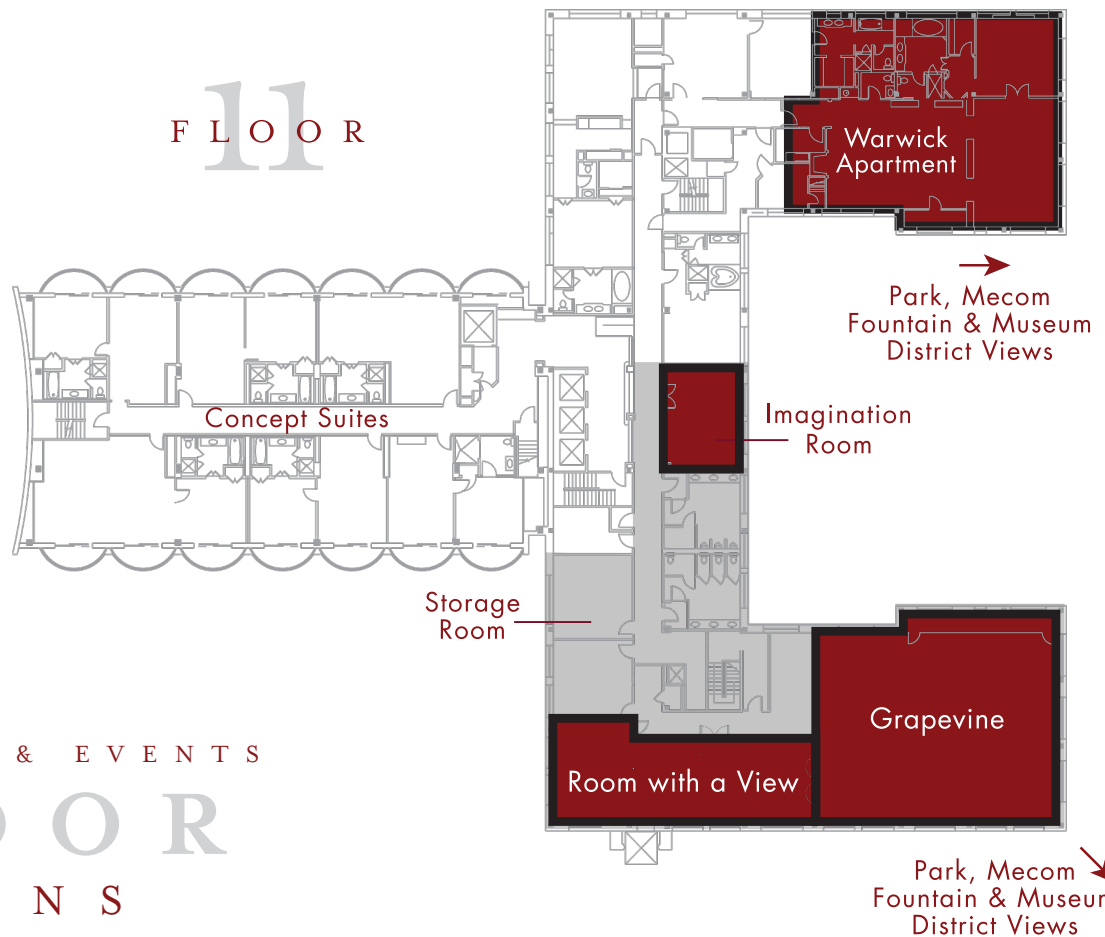 11
FLOOR
Warwick
Apartment
Park, Mecom
Fountain & Museum
District Views
Concept Suites
Imagination
Room
Storage
Room
Grapevine
& EVENTS
Room with a View
OOR
NS
Park, Mecom
Fountain & Museum
District Views